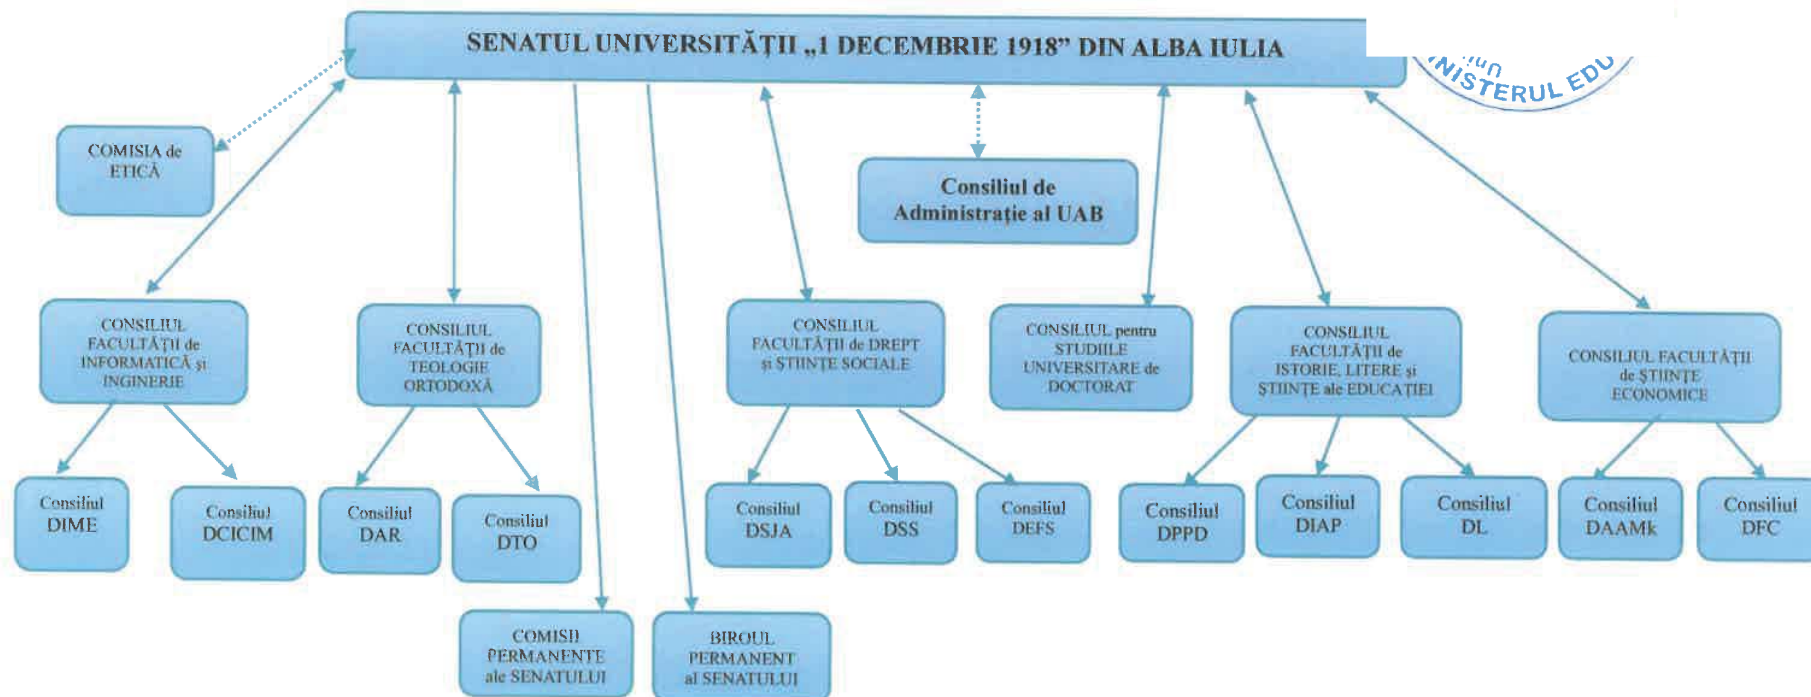 SENATUL UNIVERSITĂȚII „1 DECEMBRIE 1918” DIN ALBA IULIA
NISTERUL EDU
COMISIA de
ETICĂ
Consiliul de
Administrație al UAB
CONSILIUL
FACULTĂȚII de
INFORMATICĂ și
INGINERIE
CONSILIUL
FACULTĂȚII de
TEOLOGIE
ORTODOXĂ
CONSILIUL
FACULTĂȚII de DREPT
și ȘTIINȚE SOCIALE
CONSILIUL pentru
STUDIILE
UNIVERSITARE de
DOCTORAT
CONSILIUL
FACULTĂȚII de
ISTORIE, LITERE și
ȘTIINȚE ale EDUCAȚIEI
CONSILIUL FACULTĂȚII
de ȘTIINȚE
ECONOMICE
Consiliul
DIME
Consiliul
DCICIM
Consiliul
DAR
Consiliul
DTO
Consiliul
DSJA
Consiliul
DSS
Consiliul
DEFS
Consiliul
DPPD
Consiliul
DIAP
Consiliul
DL
Consiliul
DAAMk
Consiliul
DFC
COMISII
PERMANENTE
ale SENATULUI
BIROUL
PERMANENT
al SENATULUI